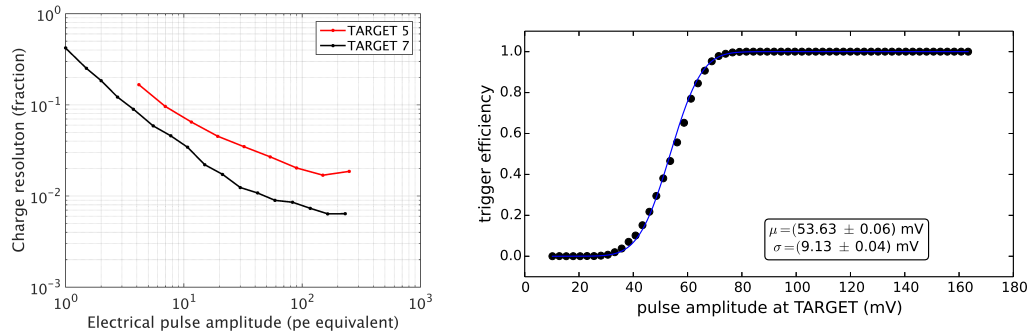 10^0
10^-1
10^-2
10^-3
Charge resoluton (fraction)
TARGET 5
TARGET 7
10^0 10^1 10^2 10^3
Electrical pulse amplitude (pe equivalent)
1.0
0.8
0.6
0.4
0.2
0.0
trigger efficiency
μ=(53.63 ± 0.06) mV
σ=(9.13 ± 0.04) mV
0 20 40 60 80 100 120 140 160 180
pulse amplitude at TARGET (mV)